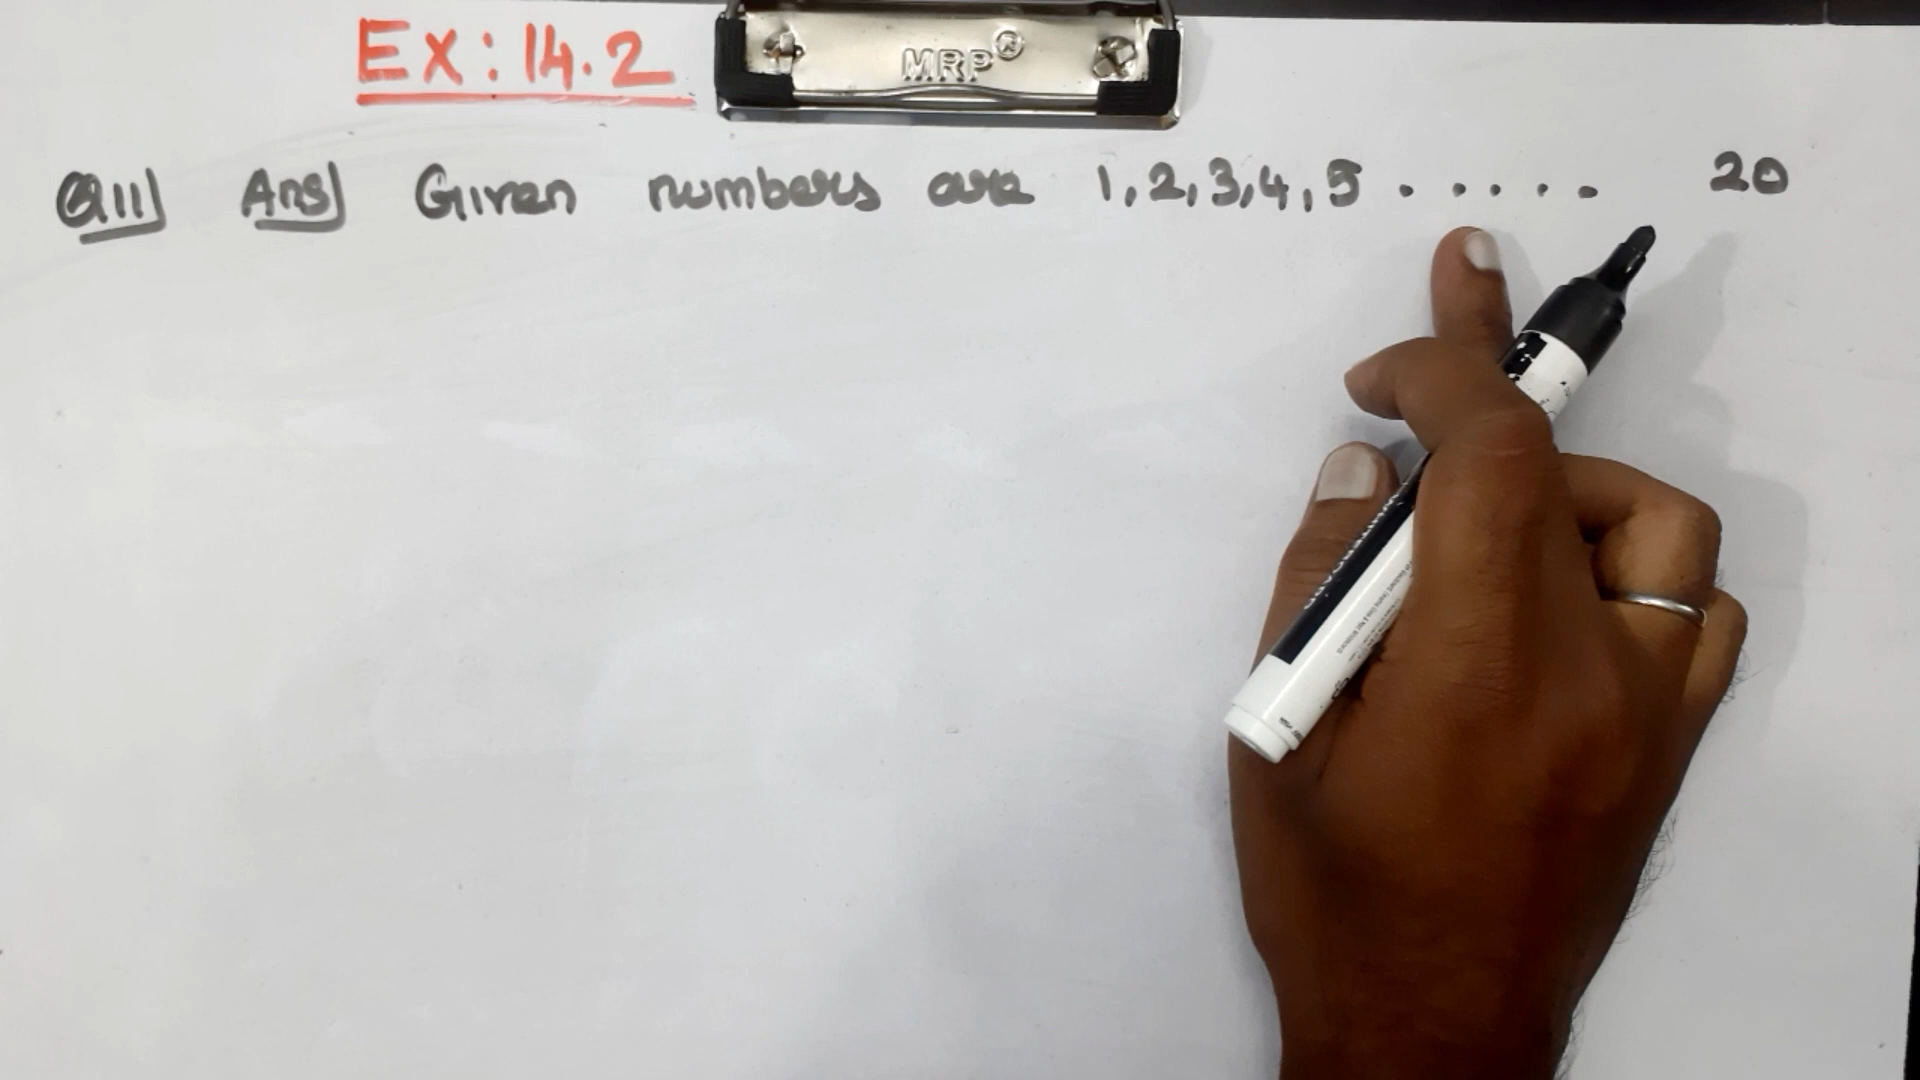 Ex: 14.2
MRP®
Q11) Ans) Given numbers are 1, 2, 3, 4, 5 . . . . . 20